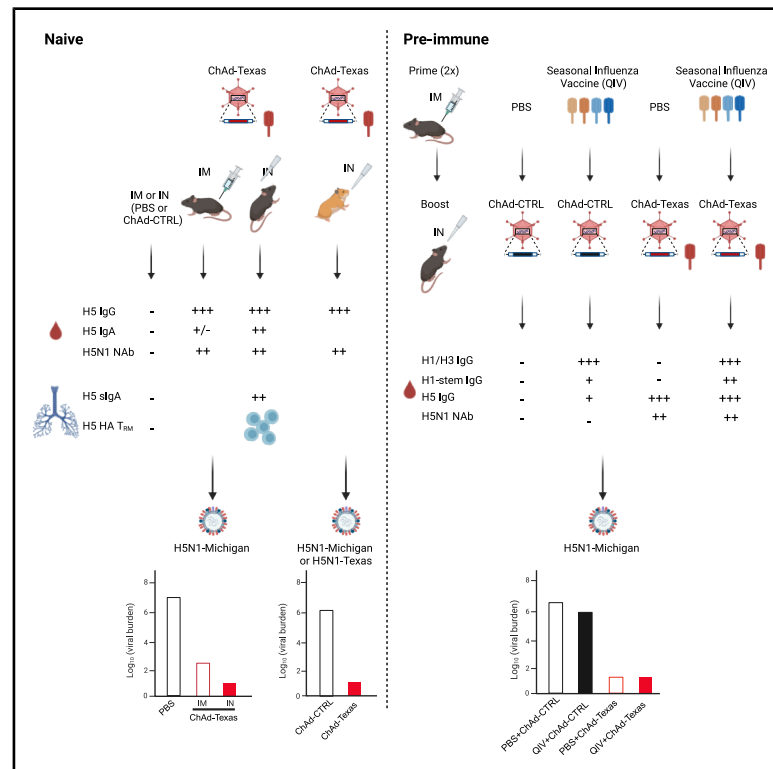 Naive
ChAd-Texas
ChAd-Texas
IM
IN
IN
IM or IN
(PBS or
ChAd-CTRL)
H5 IgG - +++ +++ +++
H5 IgA - +/- ++
H5N1 NAb - ++ ++ ++
H5 sIgA - ++
H5 HA TRM -
H5N1-Michigan
H5N1-Michigan
or H5N1-Texas
Log10 (viral burden)
8
6
4
2
0
PBS
IM
IN
ChAd-Texas
Log10 (viral burden)
8
6
4
2
0
ChAd-CTRL
ChAd-Texas
Pre-immune
Prime (2x)
IM
PBS
Seasonal Influenza
Vaccine (QIV)
PBS
Seasonal Influenza
Vaccine (QIV)
Boost
IN
ChAd-CTRL
ChAd-CTRL
ChAd-Texas
ChAd-Texas
H1/H3 IgG - +++ - +++
H1-stem IgG - + - ++
H5 IgG - + +++ +++
H5N1 NAb - - ++ ++
H5N1-Michigan
Log10 (viral burden)
8
6
4
2
0
PBS+ChAd-CTRL
QIV+ChAd-CTRL
PBS+ChAd-Texas
QIV+ChAd-Texas